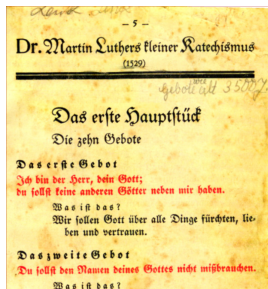 – 5 –
Dr. Martin Luthers kleiner Katechismus
(1529)
Das erste Hauptstück
Die zehn Gebote
Das erste Gebot
Ich bin der Herr, dein Gott;
du sollst keine anderen Götter neben mir haben.
Was ist das?
Wir sollen Gott über alle Dinge fürchten, lie-
ben und vertrauen.
Das zweite Gebot
Du sollst den Namen deines Gottes nicht mißbrauchen.
Was ist das?